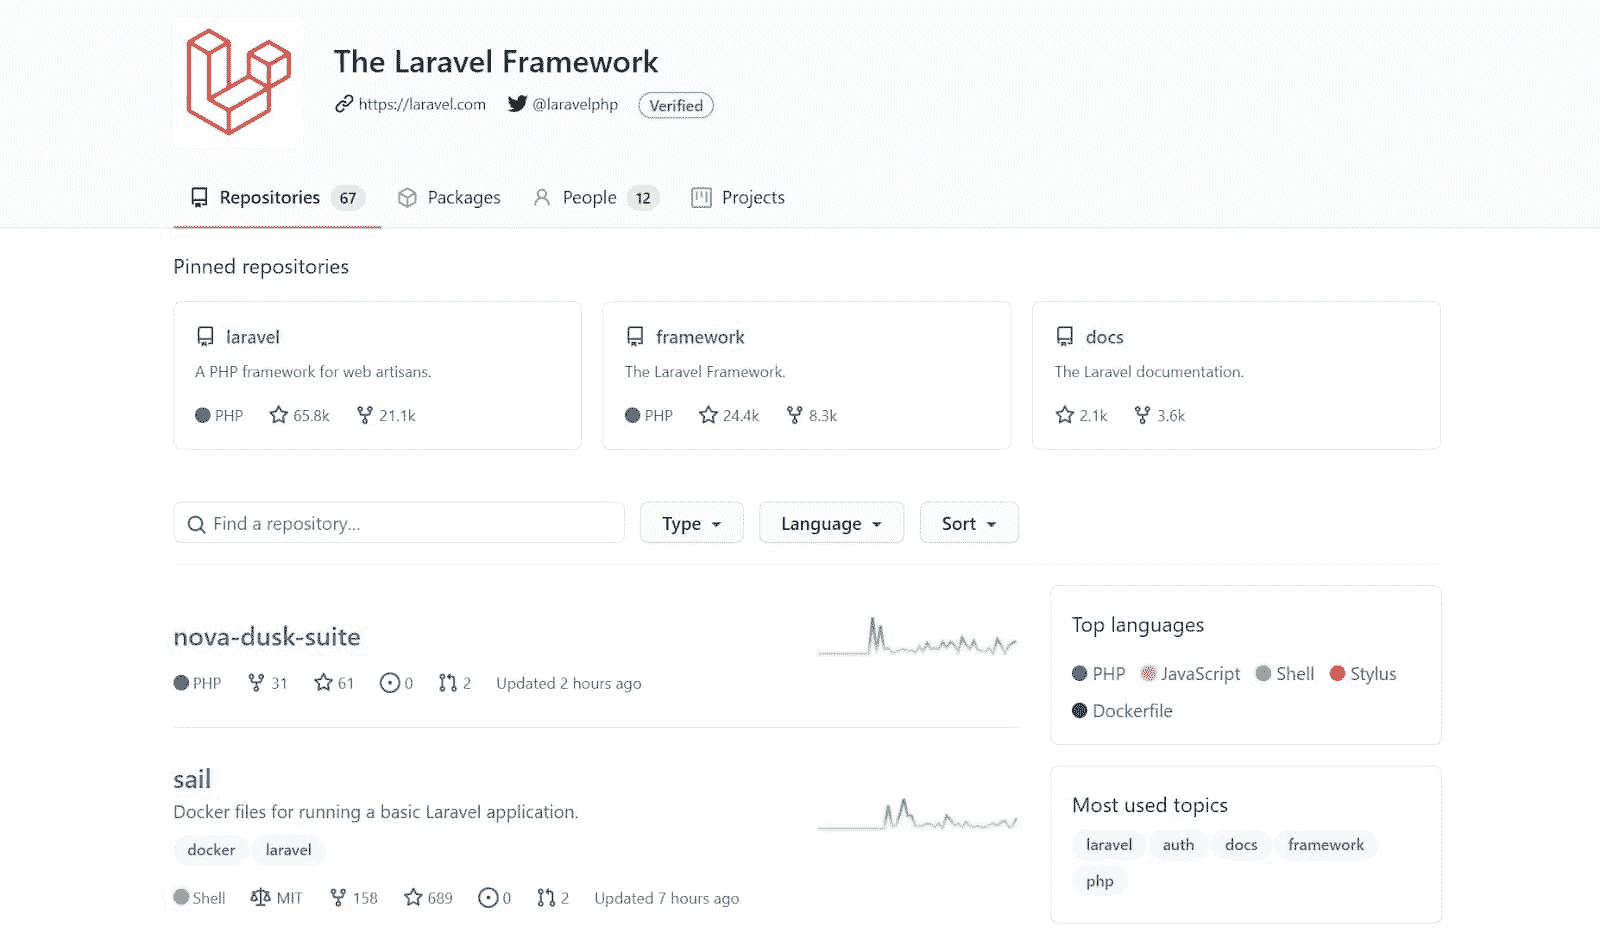 The Laravel Framework
https://laravel.com @laravelphp Verified
Repositories 67 Packages People 12 Projects
Pinned repositories
laravel
A PHP framework for web artisans.
PHP 65.8k 21.1k
framework
The Laravel Framework.
PHP 24.4k 8.3k
docs
The Laravel documentation.
2.1k 3.6k
Find a repository... Type Language Sort
nova-dusk-suite
PHP 31 61 0 2 Updated 2 hours ago
sail
Docker files for running a basic Laravel application.
docker laravel
Shell MIT 158 689 0 2 Updated 7 hours ago
Top languages
PHP JavaScript Shell Stylus
Dockerfile
Most used topics
laravel auth docs framework
php